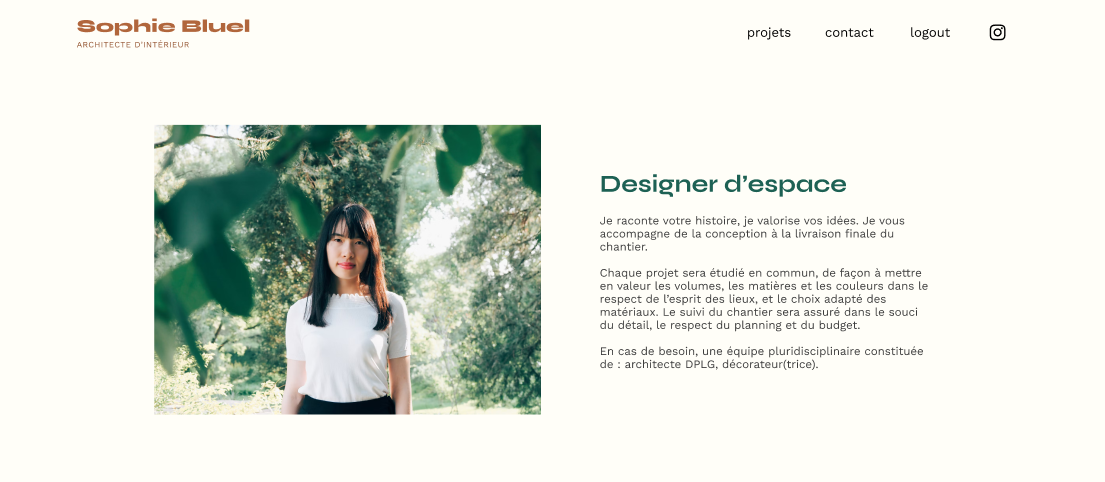 Sophie Bluel
ARCHITECTE D'INTÉRIEUR
projets
contact
logout
Designer d’espace
Je raconte votre histoire, je valorise vos idées. Je vous
accompagne de la conception à la livraison finale du
chantier.
Chaque projet sera étudié en commun, de façon à mettre
en valeur les volumes, les matières et les couleurs dans le
respect de l’esprit des lieux, et le choix adapté des
matériaux. Le suivi du chantier sera assuré dans le souci
du détail, le respect du planning et du budget.
En cas de besoin, une équipe pluridisciplinaire constituée
de : architecte DPLG, décorateur(trice).